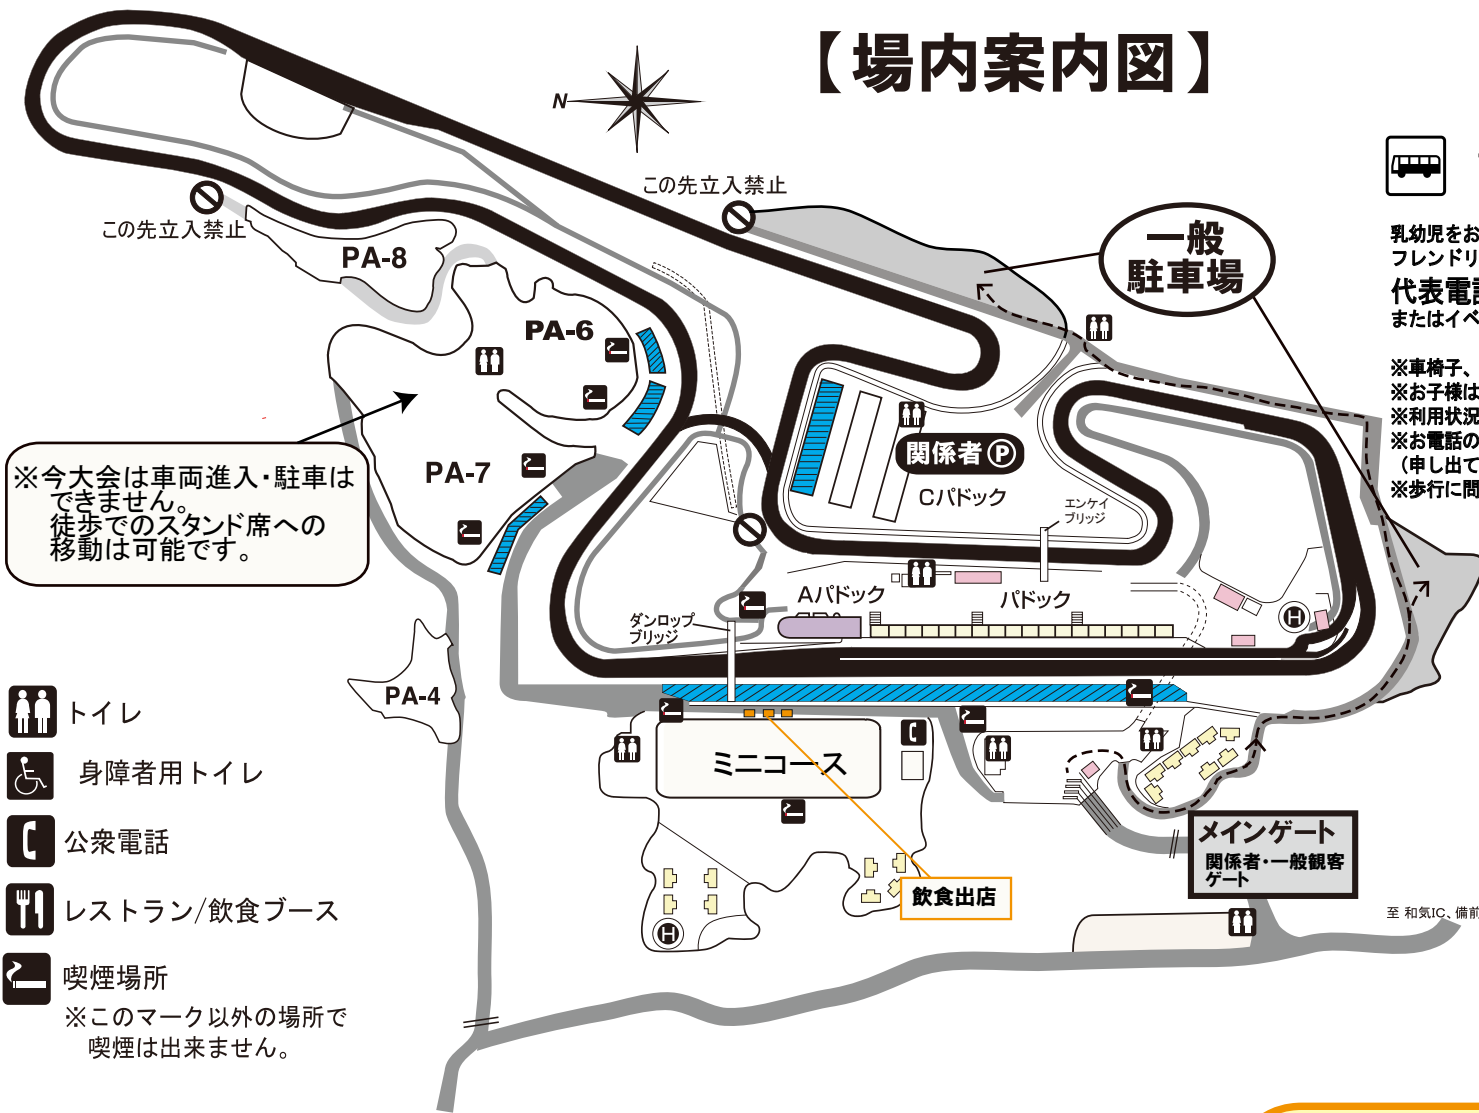 【場内案内図】
N
この先立入禁止
この先立入禁止
一般
駐車場
乳幼児をお
フレンドリ
代表電話
またはイベ
※車椅子、
※お子様は
※利用状況
※お電話の
（申し出て
※歩行に問
PA-8
PA-6
PA-7
PA-4
※今大会は車両進入・駐車は
できません。
徒歩でのスタンド席への
移動は可能です。
関係者Ⓟ
Cパドック
エンケイ
ブリッジ
Aパドック
パドック
ダンロップ
ブリッジ
H
ミニコース
飲食出店
H
メインゲート
関係者・一般観客
ゲート
至 和気IC、備前
トイレ
身障者用トイレ
公衆電話
レストラン/飲食ブース
喫煙場所
※このマーク以外の場所で
喫煙は出来ません。